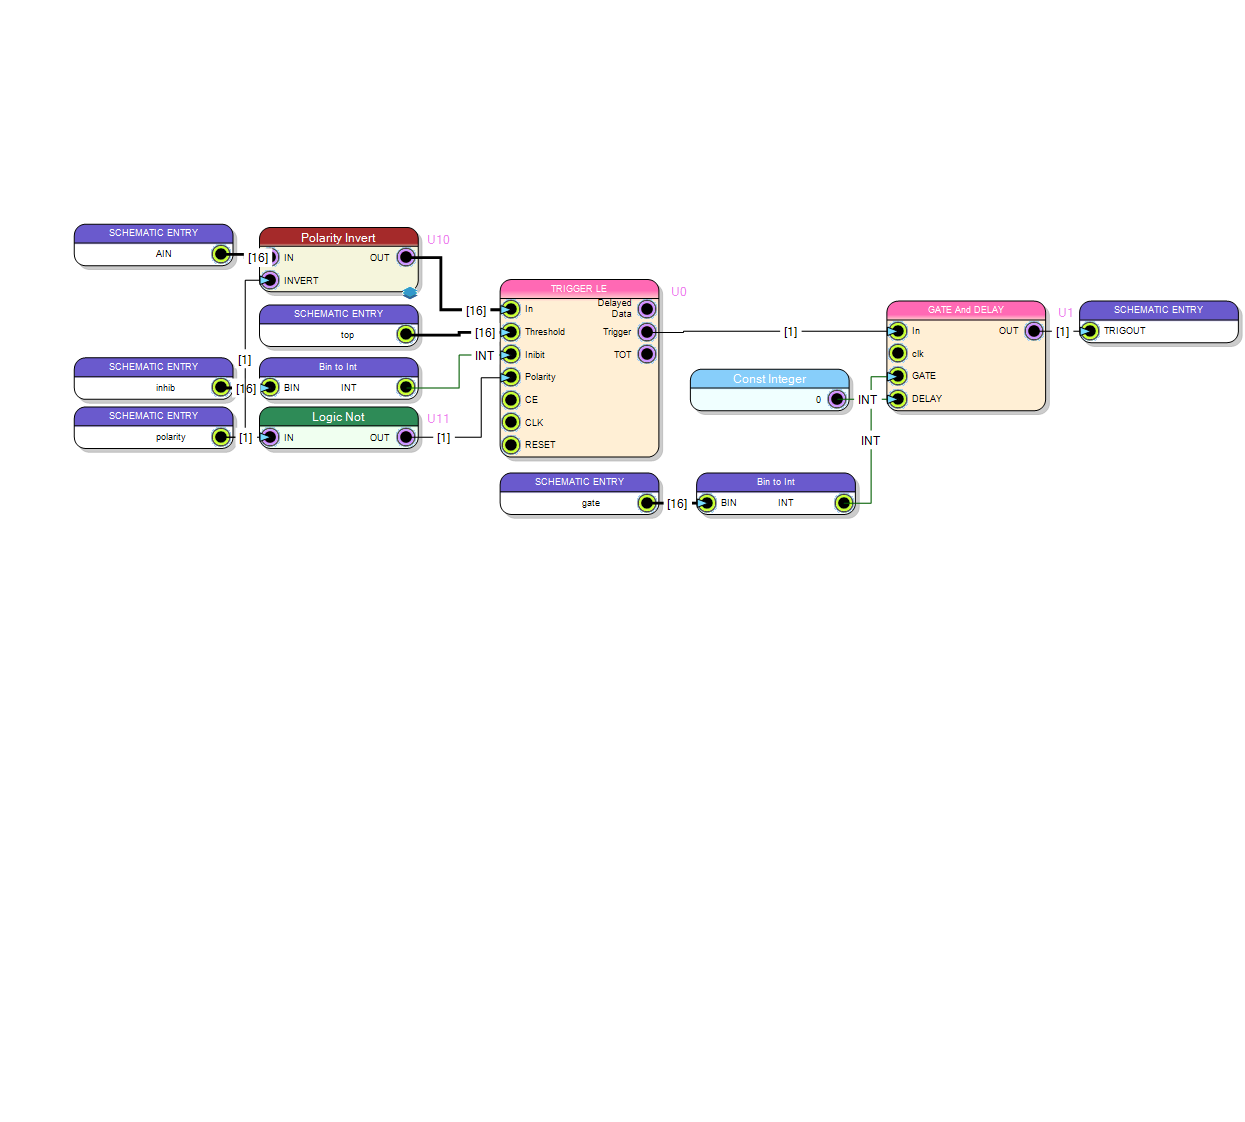 SCHEMATIC ENTRY
AIN
[16]
Polarity Invert
U10
IN OUT
INVERT
SCHEMATIC ENTRY
top
[16]
[16]
INT
[1]
SCHEMATIC ENTRY
inhib
[16]
Bin to Int
BIN INT
SCHEMATIC ENTRY
polarity
[1]
Logic Not
U11
IN OUT
[1]
TRIGGER LE
U0
In Delayed
Data
Threshold Trigger
Inibit TOT
Polarity
CE
CLK
RESET
[1]
Const Integer
0
INT
INT
SCHEMATIC ENTRY
gate
[16]
Bin to Int
BIN INT
GATE And DELAY
U1
In OUT
clk
GATE
DELAY
[1]
SCHEMATIC ENTRY
TRIGOUT